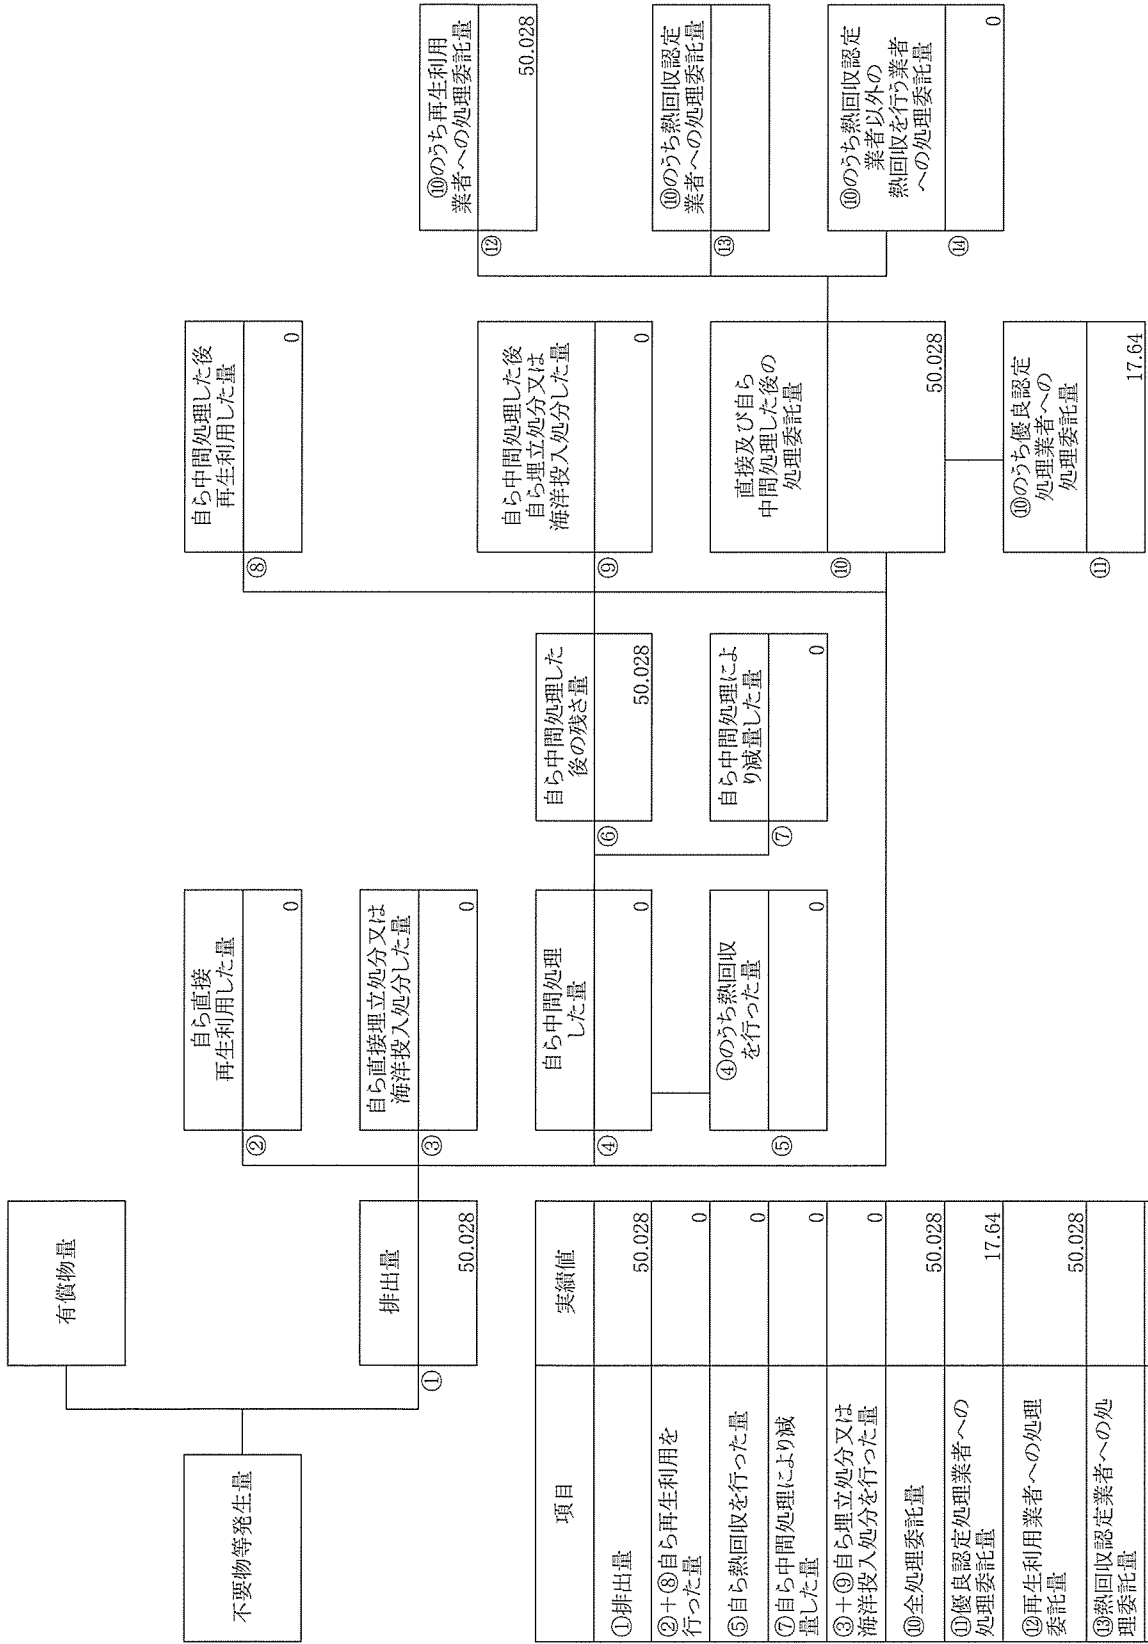 不要物等発生量
有償物量
排出量
①
50.028
自ら直接
再生利用した量
②
0
自ら直接埋立処分又は
海洋投入処分した量
③
0
自ら中間処理
した量
④
0
④のうち熱回収
を行った量
⑤
0
自ら中間処理した
後の残さ量
⑥
50.028
自ら中間処理によ
り減量した量
⑦
0
自ら中間処理した後
再生利用した量
⑧
0
自ら中間処理した後
自ら埋立処分又は
海洋投入処分した量
⑨
0
直接及び自ら
中間処理した後の
処理委託量
⑩
50.028
⑩のうち優良認定
処理業者への
処理委託量
⑪
17.64
⑩のうち再生利用
業者への処理委託量
⑫
50.028
⑩のうち熱回収認定
業者への処理委託量
⑬
⑩のうち熱回収認定
業者以外の
熱回収を行う業者
への処理委託量
⑭
0
項目
実績値
①排出量
50.028
②+⑧自ら再生利用を
行った量
0
⑤自ら熱回収を行った量
0
⑦自ら中間処理により減
量した量
0
③+⑨自ら埋立処分又は
海洋投入処分を行った量
0
⑩全処理委託量
50.028
⑪優良認定処理業者への
処理委託量
17.64
⑫再生利用業者への処理
委託量
50.028
⑬熱回収認定業者への処
理委託量